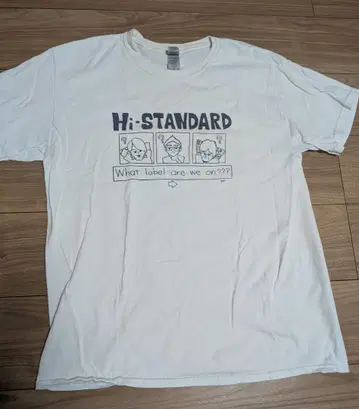 Hi-STANDARD
? ? ?
What label are we on???